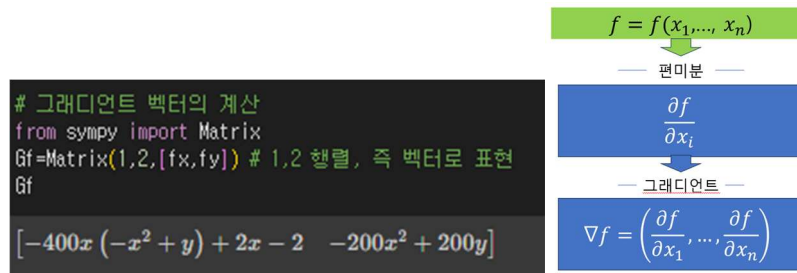 # 그래디언트 벡터의 계산
from sympy import Matrix
Gf=Matrix(1,2,[fx,fy]) # 1,2 행렬, 즉 벡터로 표현
Gf
[−400x (−x² + y) + 2x − 2   −200x² + 200y]
f = f(x₁,…, xₙ)
편미분
∂f/∂xᵢ
그래디언트
∇f = (∂f/∂x₁, …, ∂f/∂xₙ)